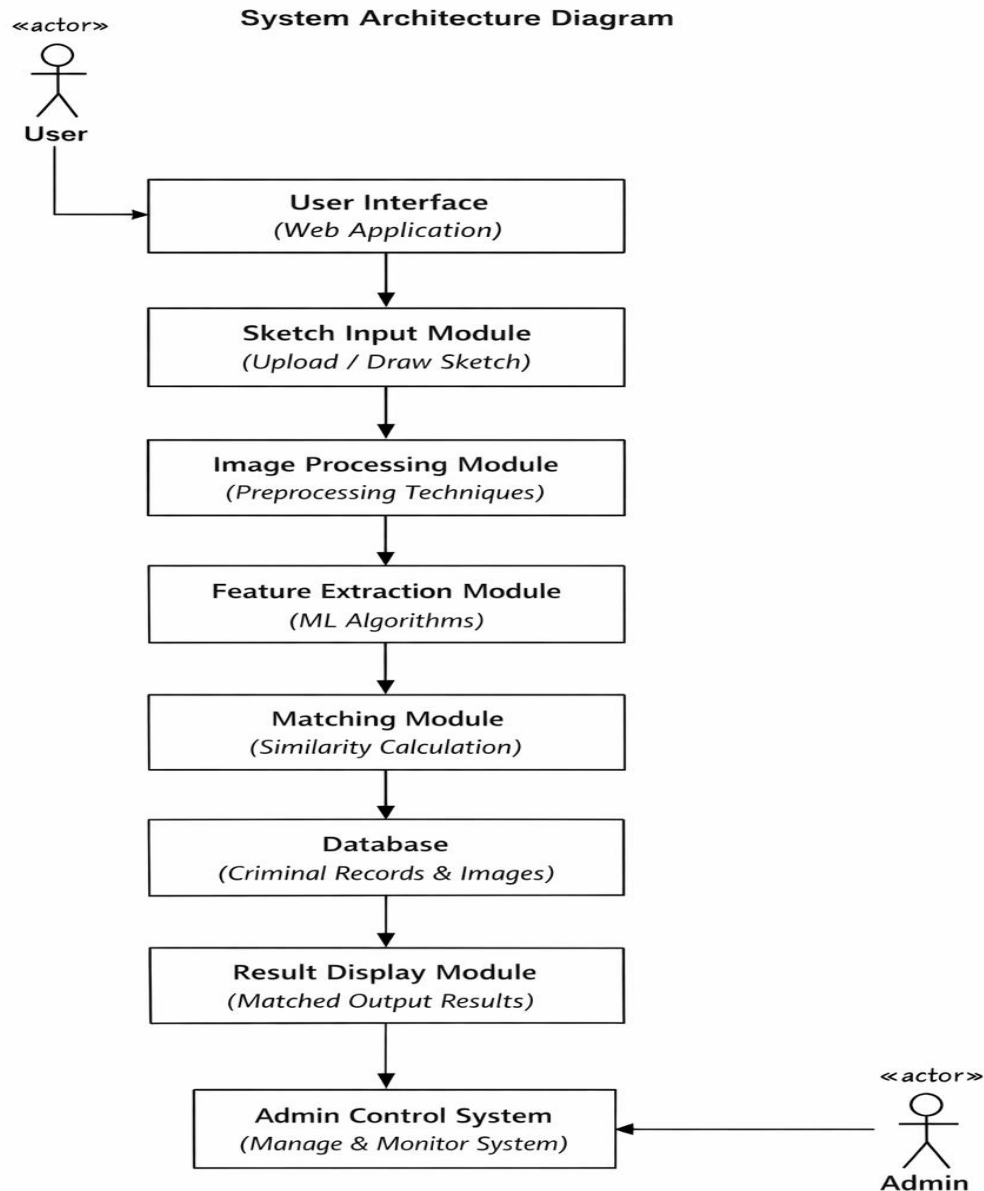 System Architecture Diagram
«actor»
User
User Interface
(Web Application)
Sketch Input Module
(Upload / Draw Sketch)
Image Processing Module
(Preprocessing Techniques)
Feature Extraction Module
(ML Algorithms)
Matching Module
(Similarity Calculation)
Database
(Criminal Records & Images)
Result Display Module
(Matched Output Results)
Admin Control System
(Manage & Monitor System)
«actor»
Admin